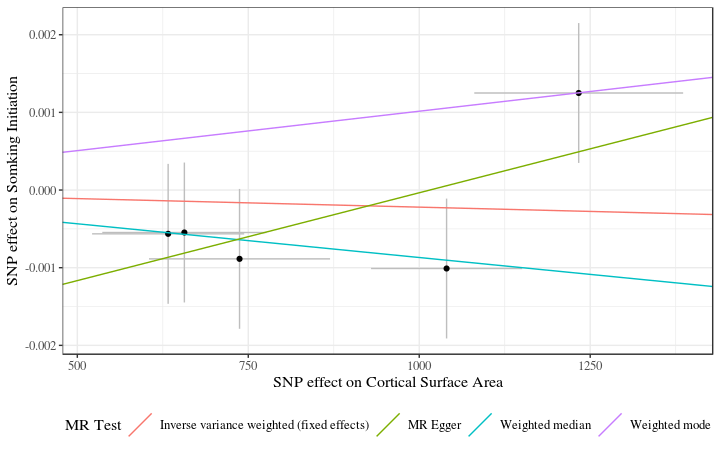 0.002
0.001
0.000
-0.001
-0.002
SNP effect on Somking Initiation
500
750
1000
1250
SNP effect on Cortical Surface Area
MR Test
Inverse variance weighted (fixed effects)
MR Egger
Weighted median
Weighted mode